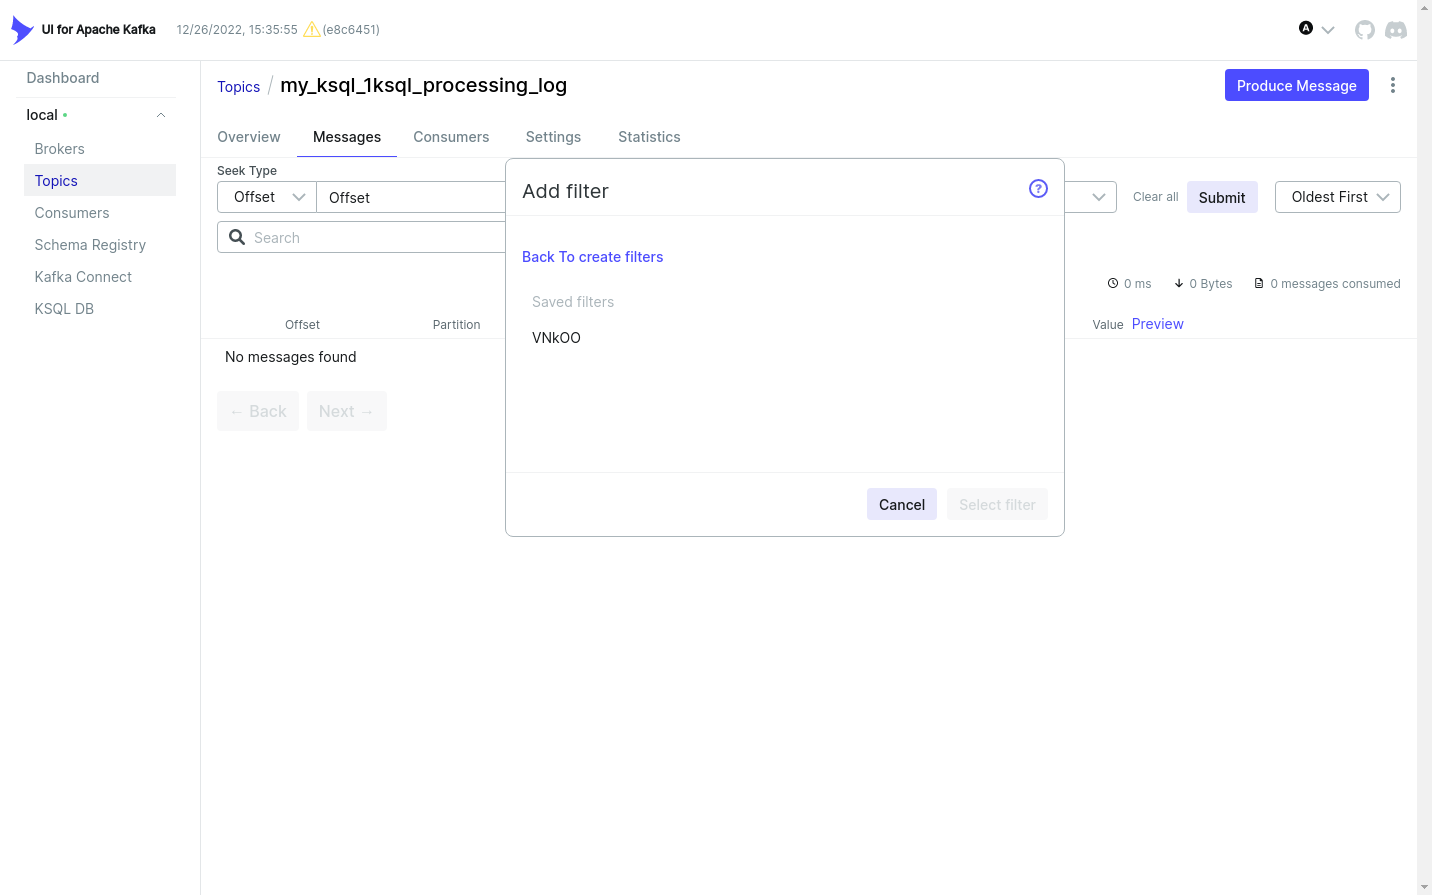 UI for Apache Kafka 12/26/2022, 15:35:55 (e8c6451) A
Dashboard
local
Brokers
Topics
Consumers
Schema Registry
Kafka Connect
KSQL DB
Topics / my_ksql_1ksql_processing_log Produce Message
Overview Messages Consumers Settings Statistics
Seek Type
Offset Offset Clear all Submit Oldest First
Search
0 ms 0 Bytes 0 messages consumed
Offset Partition Value Preview
No messages found
← Back Next →
Add filter ?
Back To create filters
Saved filters
VNkOO
Cancel Select filter